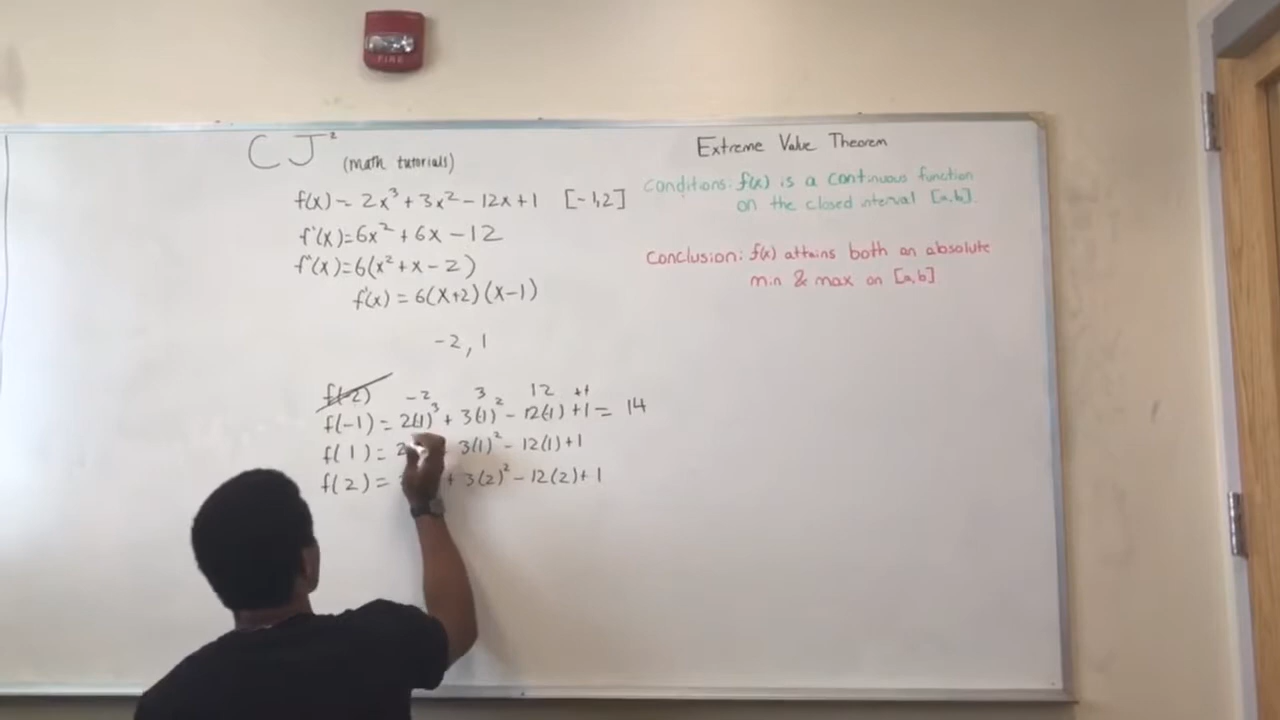 FIRE
CJ²
(math tutorials)
f(x) = 2x³ + 3x² - 12x + 1 [-1,2]
f'(x) = 6x² + 6x - 12
f'(x) = 6(x² + x - 2)
f'(x) = 6(x+2)(x-1)
-2, 1
f(-2) -2 3 12 +1
f(-1) = 2(-1)³ + 3(-1)² - 12(-1) + 1 = 14
f(1) = 2 3(1)² - 12(1) + 1
f(2) = + 3(2)² - 12(2) + 1
Extreme Value Theorem
Conditions: f(x) is a continuous function
on the closed interval [a,b].
Conclusion: f(x) attains both an absolute
min & max on [a,b]